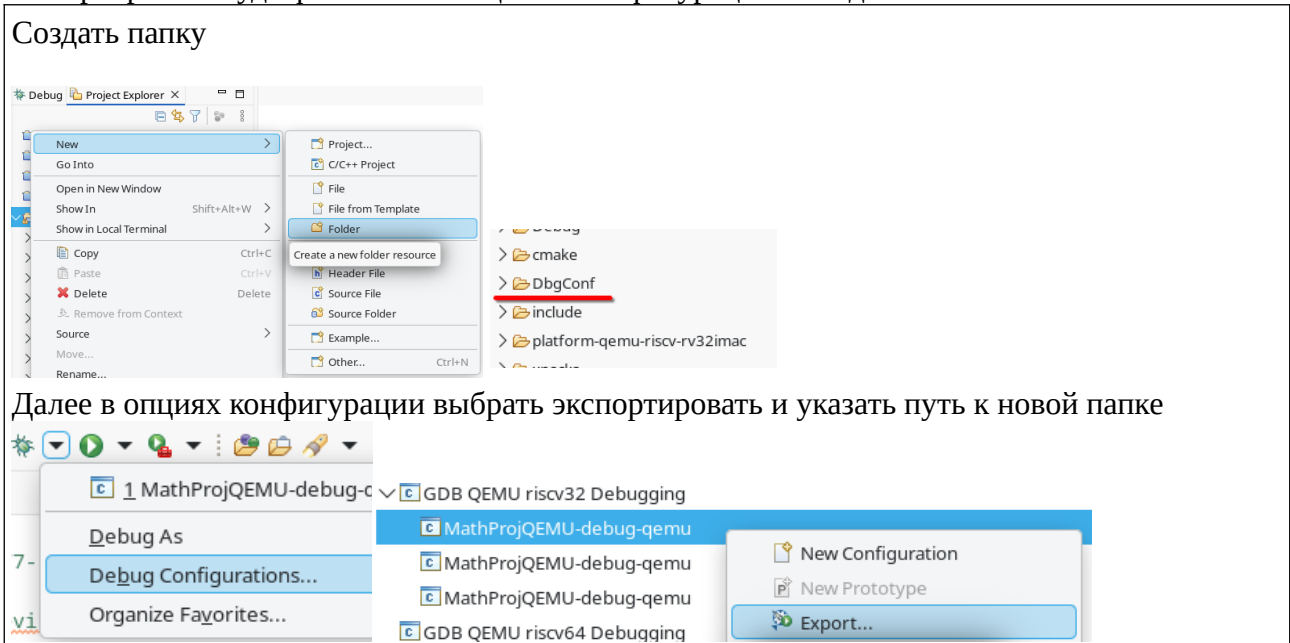 Создать папку
Debug Project Explorer
New
Go Into
Open in New Window
Show In Shift+Alt+W
Show in Local Terminal
Copy Ctrl+C
Paste Ctrl+V
Delete Delete
Remove from Context
Source
Move...
Rename...
Project...
C/C++ Project
File
File from Template
Folder
Create a new folder resource
Header File
Source File
Source Folder
Example...
Other... Ctrl+N
Debug
cmake
DbgConf
include
platform-qemu-riscv-rv32imac
Далее в опциях конфигурации выбрать экспортировать и указать путь к новой папке
1 MathProjQEMU-debug-q
Debug As
Debug Configurations...
Organize Favorites...
7-
vi
GDB QEMU riscv32 Debugging
MathProjQEMU-debug-qemu
MathProjQEMU-debug-qemu
MathProjQEMU-debug-qemu
GDB QEMU riscv64 Debugging
New Configuration
New Prototype
Export...